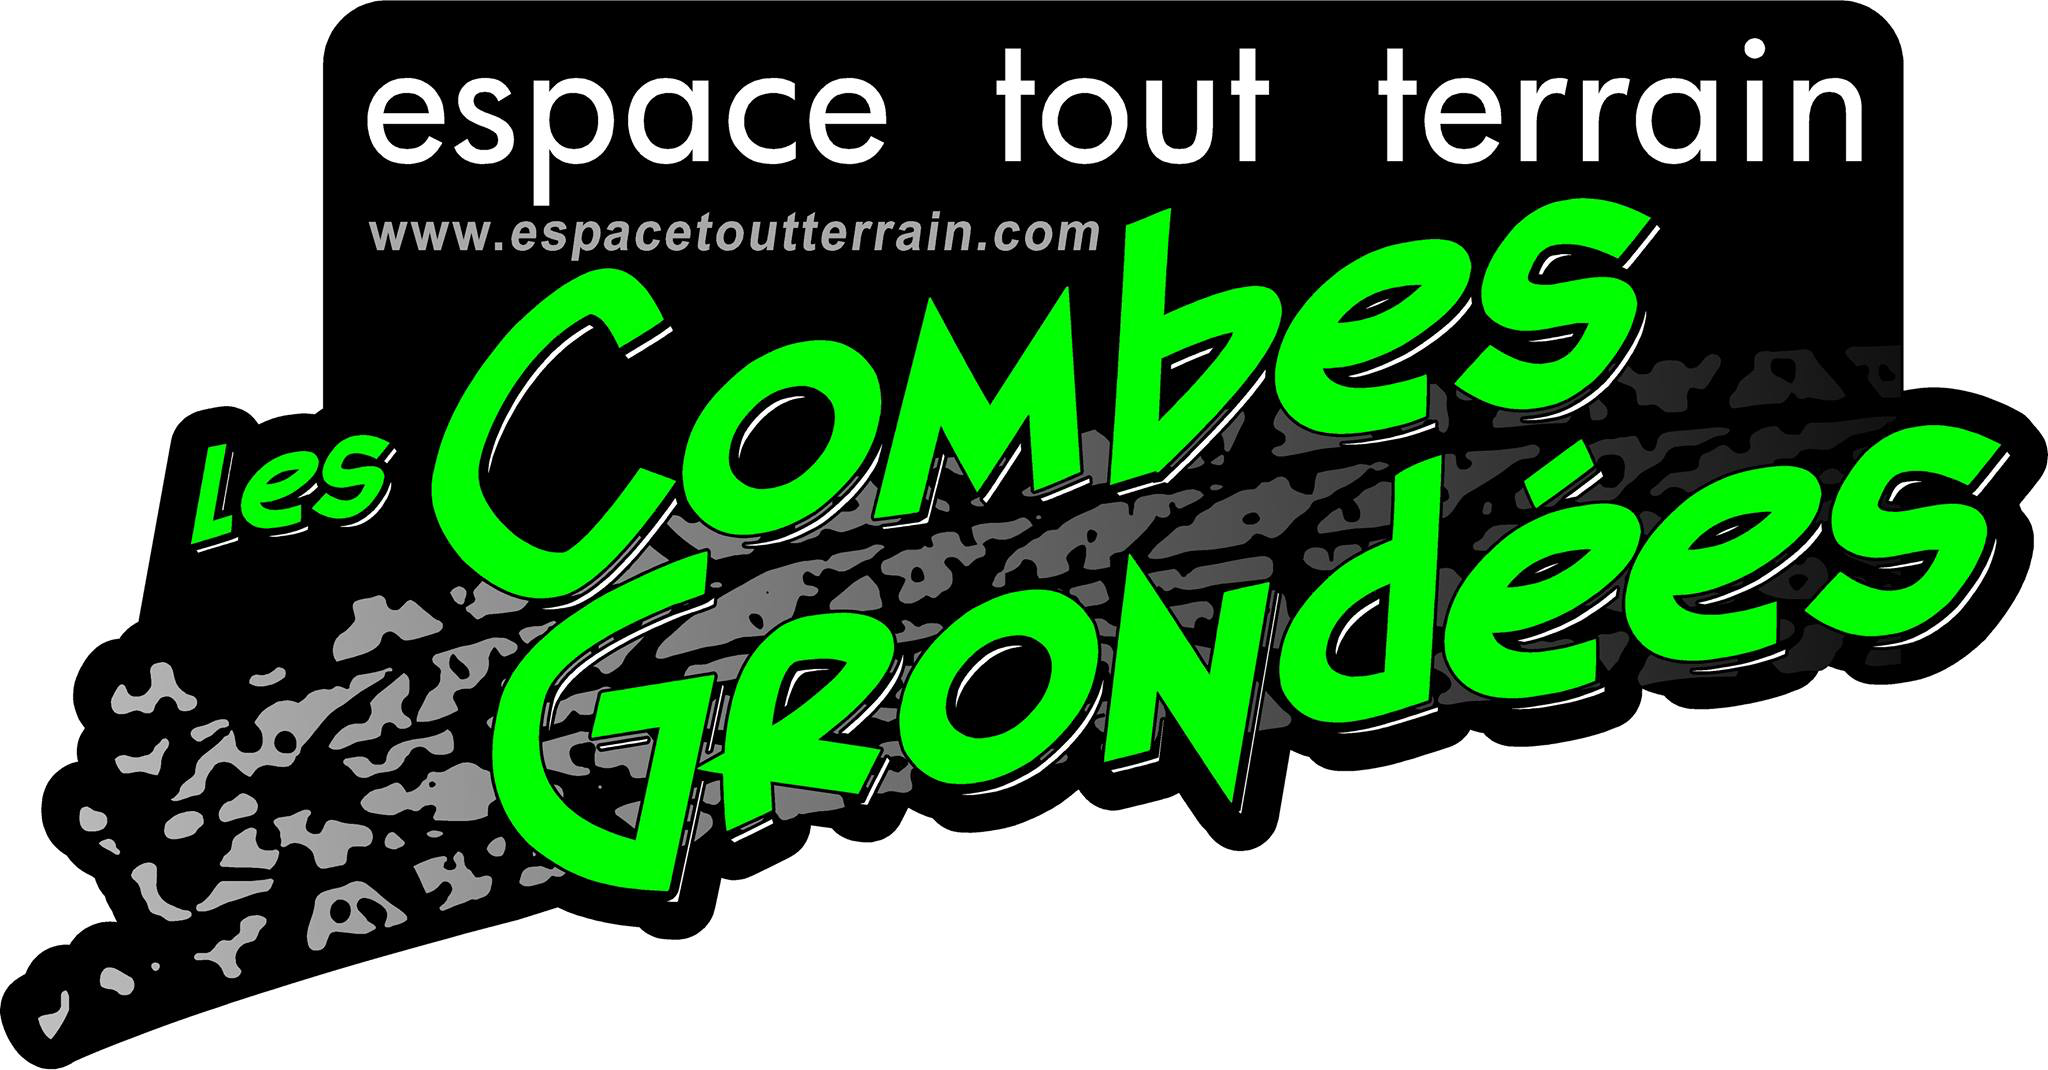 espace tout terrain
www.espacetoutterrain.com
Les Combes
Grondées